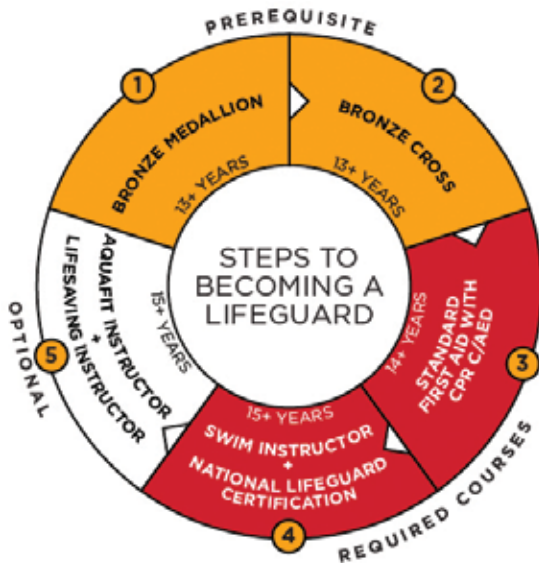 PREREQUISITE
1
BRONZE MEDALLION
13+ YEARS
2
BRONZE CROSS
13+ YEARS
STEPS TO
BECOMING A
LIFEGUARD
3
STANDARD
FIRST AID WITH
CPR C/AED
14+ YEARS
REQUIRED COURSES
15+ YEARS
SWIM INSTRUCTOR
+
NATIONAL LIFEGUARD
CERTIFICATION
4
15+ YEARS
AQUAFIT INSTRUCTOR
+
LIFESAVING INSTRUCTOR
5
OPTIONAL